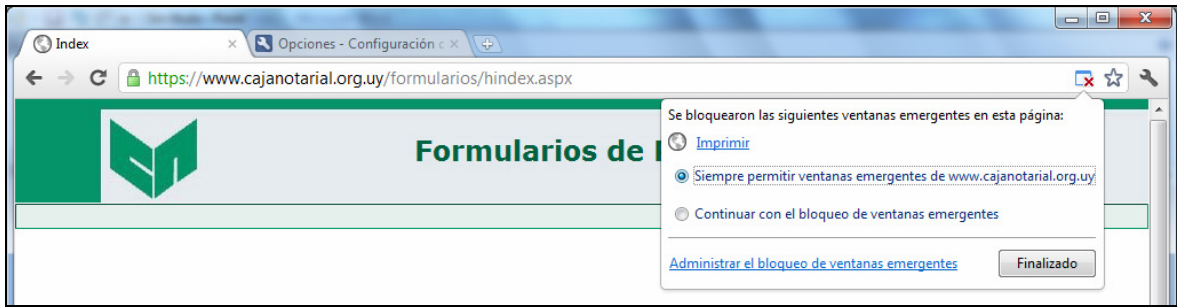 Index
Opciones - Configuración c
https://www.cajanotarial.org.uy/formularios/hindex.aspx
Formularios de
Se bloquearon las siguientes ventanas emergentes en esta página:
Imprimir
Siempre permitir ventanas emergentes de www.cajanotarial.org.uy
Continuar con el bloqueo de ventanas emergentes
Administrar el bloqueo de ventanas emergentes
Finalizado